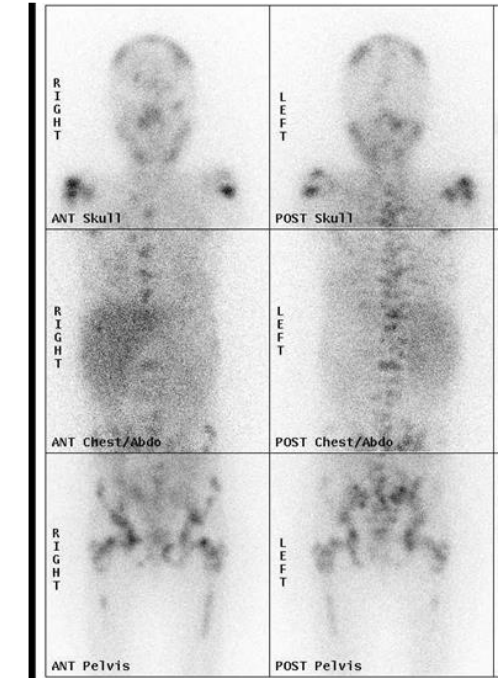 RIGHT
ANT Skull
LEFT
POST Skull
RIGHT
ANT Chest/Abdo
LEFT
POST Chest/Abdo
RIGHT
ANT Pelvis
LEFT
POST Pelvis